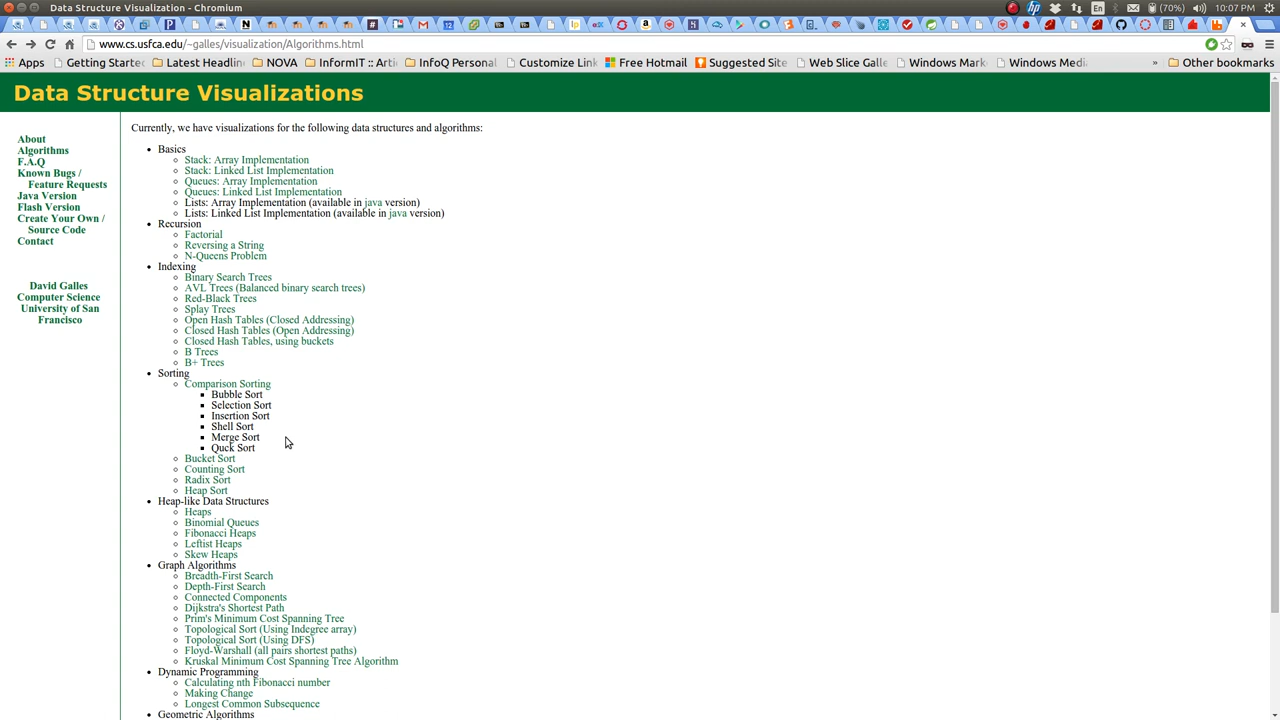 Data Structure Visualization - Chromium
En
(70%)
10:07 PM
www.cs.usfca.edu/~galles/visualization/Algorithms.html
Apps Getting Starte Latest Headlin NOVA InformIT :: Arti InfoQ Personal Customize Link Free Hotmail Suggested Site Web Slice Galle Windows Mark Windows Media » Other bookmarks
Data Structure Visualizations
About
Algorithms
F.A.Q
Known Bugs /
Feature Requests
Java Version
Flash Version
Create Your Own /
Source Code
Contact
David Galles
Computer Science
University of San
Francisco
Currently, we have visualizations for the following data structures and algorithms:
Basics
Stack: Array Implementation
Stack: Linked List Implementation
Queues: Array Implementation
Queues: Linked List Implementation
Lists: Array Implementation (available in java version)
Lists: Linked List Implementation (available in java version)
Recursion
Factorial
Reversing a String
N-Queens Problem
Indexing
Binary Search Trees
AVL Trees (Balanced binary search trees)
Red-Black Trees
Splay Trees
Open Hash Tables (Closed Addressing)
Closed Hash Tables (Open Addressing)
Closed Hash Tables, using buckets
B Trees
B+ Trees
Sorting
Comparison Sorting
Bubble Sort
Selection Sort
Insertion Sort
Shell Sort
Merge Sort
Quck Sort
Bucket Sort
Counting Sort
Radix Sort
Heap Sort
Heap-like Data Structures
Heaps
Binomial Queues
Fibonacci Heaps
Leftist Heaps
Skew Heaps
Graph Algorithms
Breadth-First Search
Depth-First Search
Connected Components
Dijkstra's Shortest Path
Prim's Minimum Cost Spanning Tree
Topological Sort (Using Indegree array)
Topological Sort (Using DFS)
Floyd-Warshall (all pairs shortest paths)
Kruskal Minimum Cost Spanning Tree Algorithm
Dynamic Programming
Calculating nth Fibonacci number
Making Change
Longest Common Subsequence
Geometric Algorithms